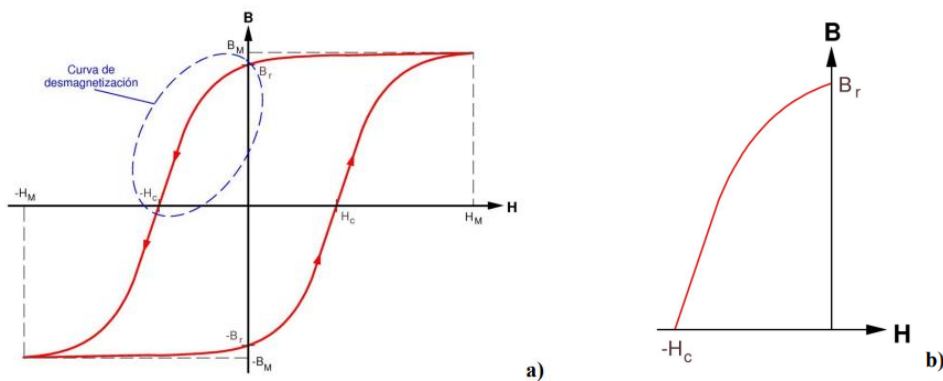 B
B_M
B_r
Curva de
desmagnetización
-H_M
-H_c
H
H_c
H_M
-B_r
-B_M
a)
B
B_r
-H_c
H
b)